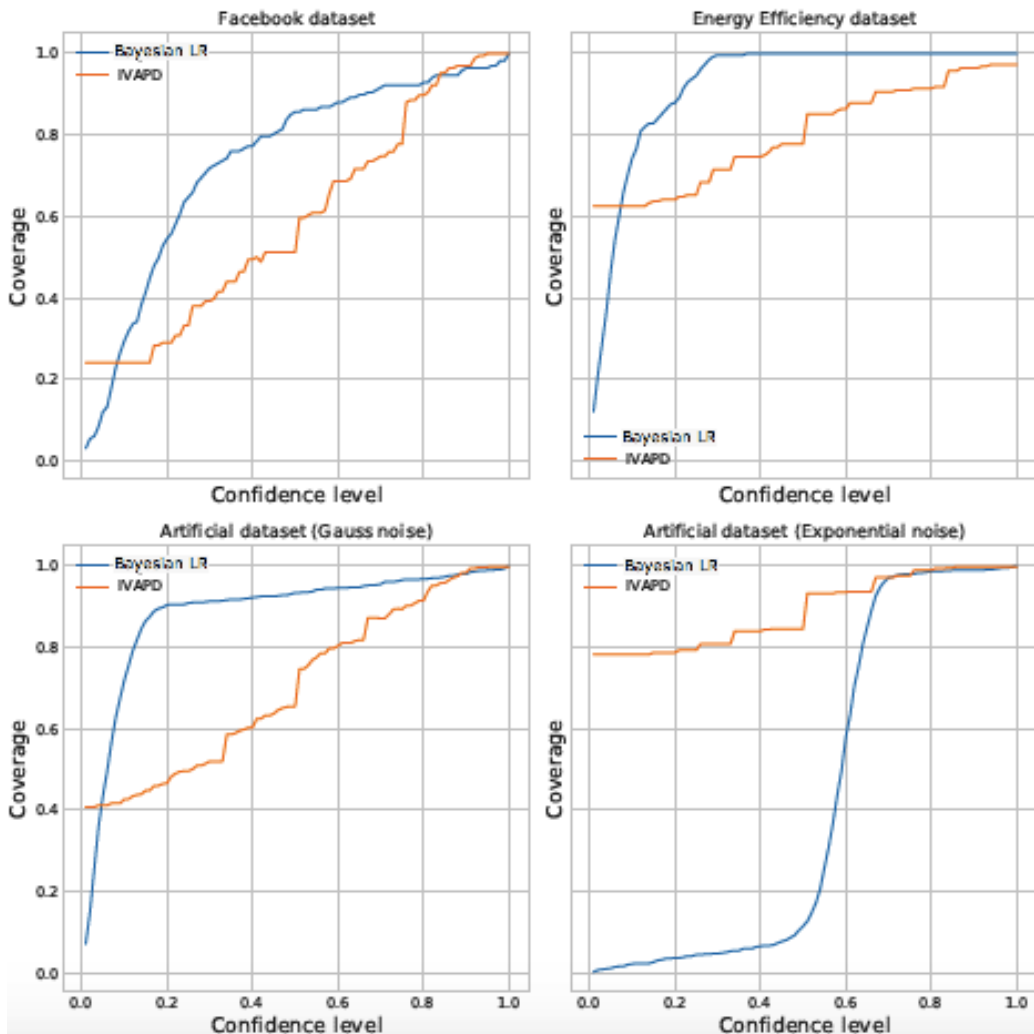 Facebook dataset
Bayesian LR
IVAPD
1.0
0.8
0.6
0.4
0.2
0.0
Coverage
Confidence level
Energy Efficiency dataset
Bayesian LR
IVAPD
Coverage
Confidence level
Artificial dataset (Gauss noise)
Bayesian LR
IVAPD
1.0
0.8
0.6
0.4
0.2
0.0
Coverage
0.0 0.2 0.4 0.6 0.8 1.0
Confidence level
Artificial dataset (Exponential noise)
Bayesian LR
IVAPD
Coverage
0.0 0.2 0.4 0.6 0.8 1.0
Confidence level